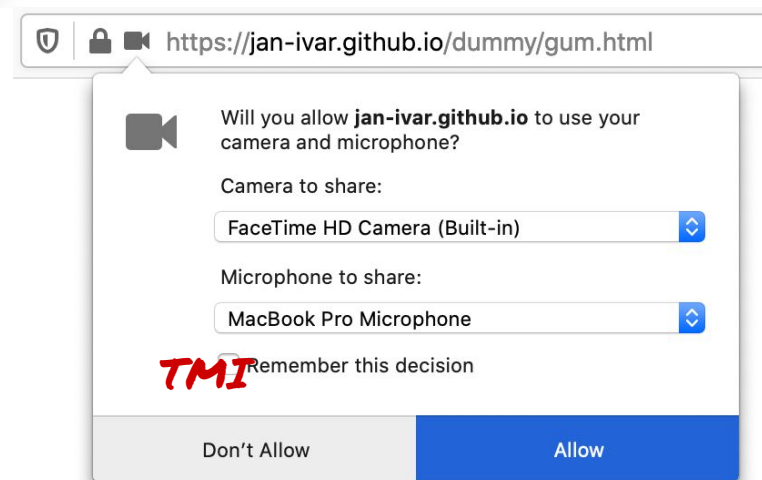 https://jan-ivar.github.io/dummy/gum.html
Will you allow jan-ivar.github.io to use your
camera and microphone?
Camera to share:
FaceTime HD Camera (Built-in)
Microphone to share:
MacBook Pro Microphone
TMI Remember this decision
Don’t Allow Allow